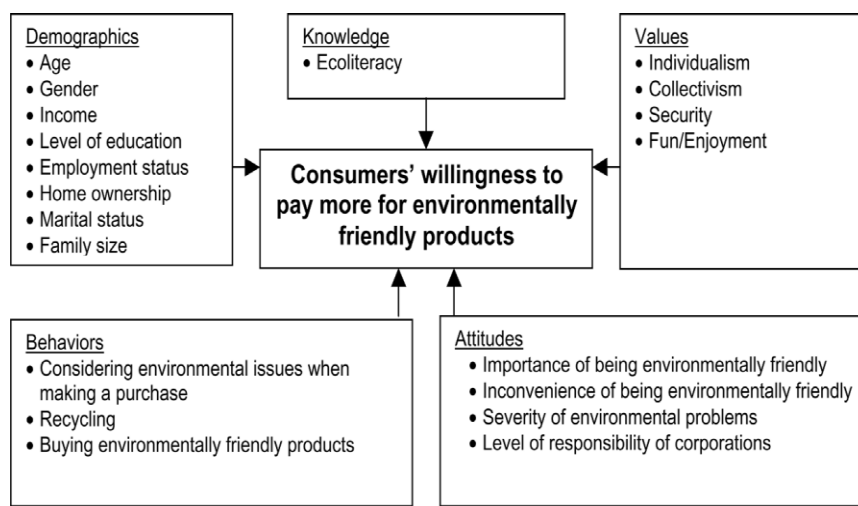 Demographics
• Age
• Gender
• Income
• Level of education
• Employment status
• Home ownership
• Marital status
• Family size
Knowledge
• Ecoliteracy
Values
• Individualism
• Collectivism
• Security
• Fun/Enjoyment
Consumers’ willingness to
pay more for environmentally
friendly products
Behaviors
• Considering environmental issues when
making a purchase
• Recycling
• Buying environmentally friendly products
Attitudes
• Importance of being environmentally friendly
• Inconvenience of being environmentally friendly
• Severity of environmental problems
• Level of responsibility of corporations